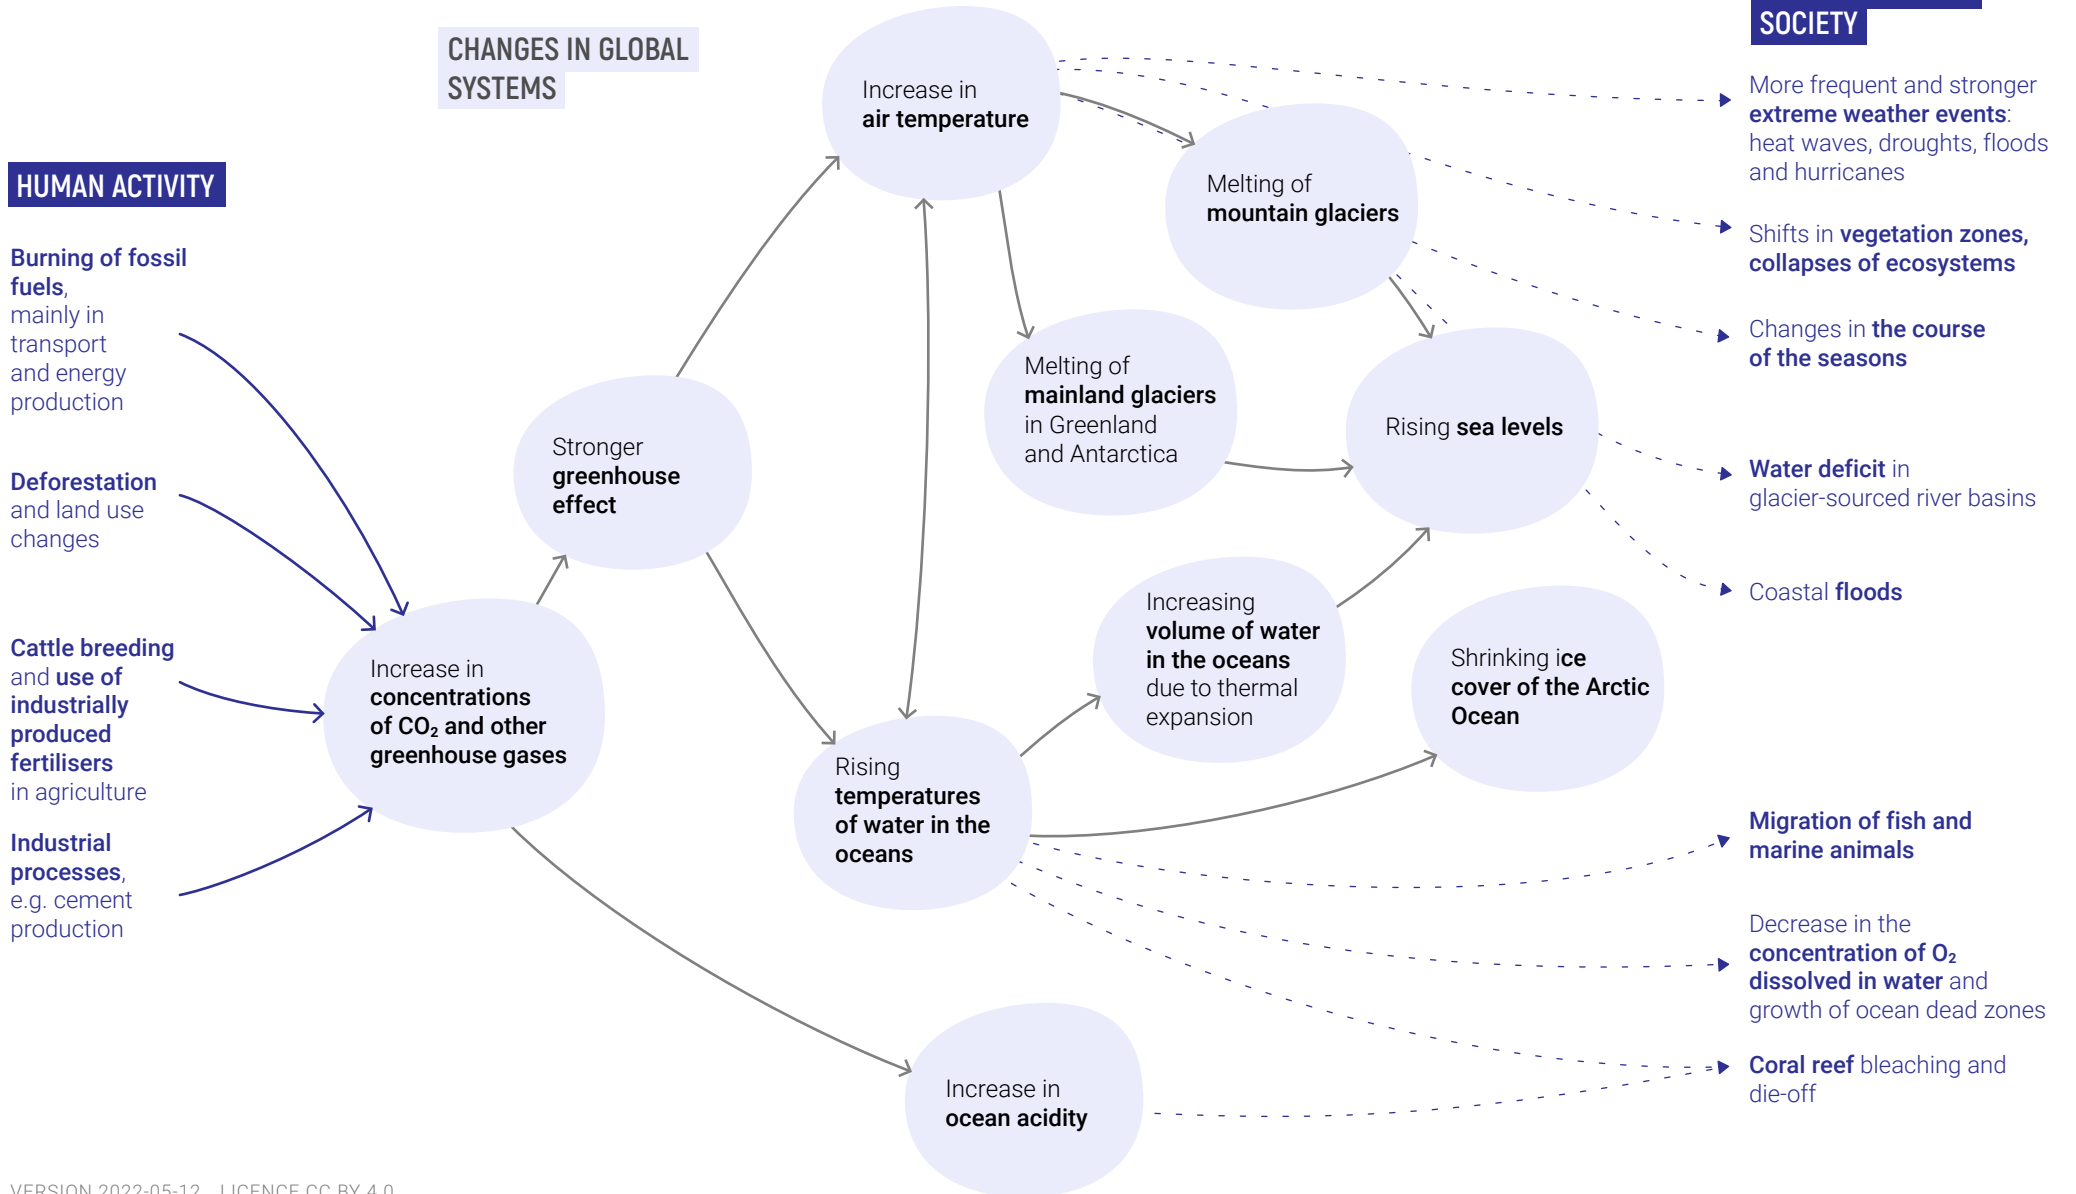 CHANGES IN GLOBAL
SYSTEMS
SOCIETY
HUMAN ACTIVITY
Burning of fossil
fuels,
mainly in
transport
and energy
production
Deforestation
and land use
changes
Cattle breeding
and use of
industrially
produced
fertilisers
in agriculture
Industrial
processes,
e.g. cement
production
Increase in
concentrations
of CO₂ and other
greenhouse gases
Stronger
greenhouse
effect
Increase in
air temperature
Melting of
mountain glaciers
Melting of
mainland glaciers
in Greenland
and Antarctica
Rising sea levels
Increasing
volume of water
in the oceans
due to thermal
expansion
Shrinking ice
cover of the Arctic
Ocean
Rising
temperatures
of water in the
oceans
Increase in
ocean acidity
More frequent and stronger
extreme weather events:
heat waves, droughts, floods
and hurricanes
Shifts in vegetation zones,
collapses of ecosystems
Changes in the course
of the seasons
Water deficit in
glacier-sourced river basins
Coastal floods
Migration of fish and
marine animals
Decrease in the
concentration of O₂
dissolved in water and
growth of ocean dead zones
Coral reef bleaching and
die-off
VERSION 2022-05-12 LICENCE CC BY 4.0